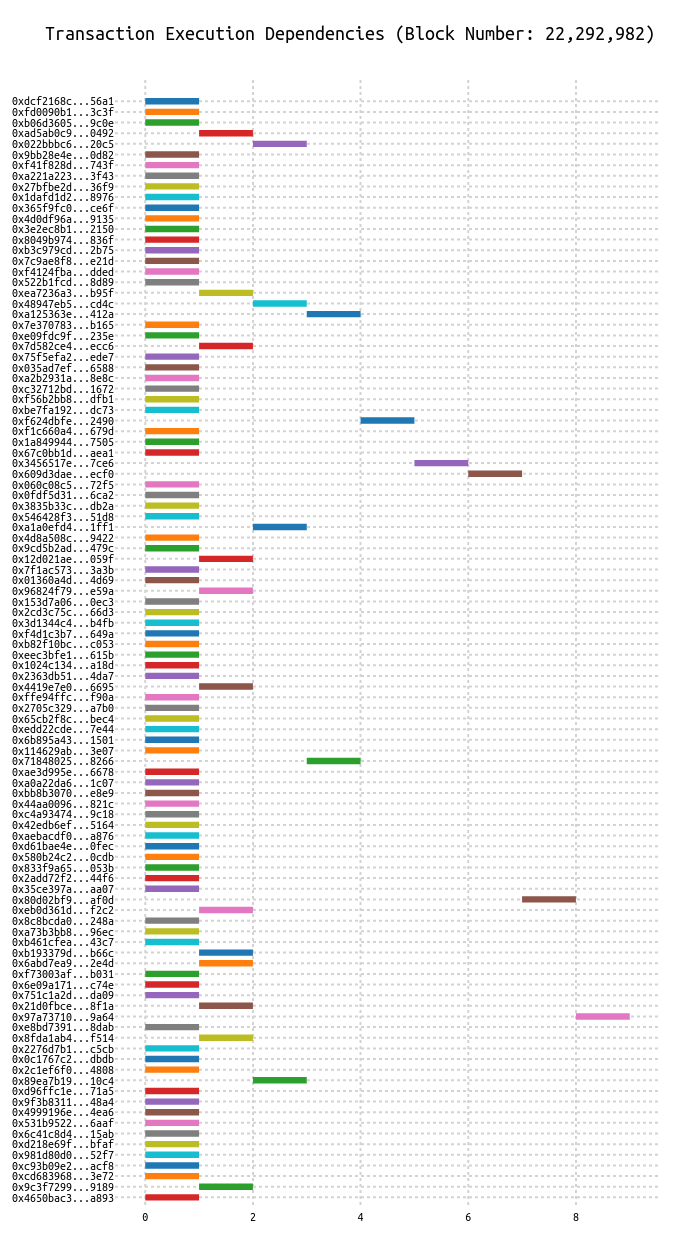 Transaction Execution Dependencies (Block Number: 22,292,982)
0xdcf2168c...56a1
0xfd0090b1...3c3f
0xb06d3605...9c0e
0xad5ab0c9...0492
0x022bbbc6...20c5
0x9bb28e4e...0d82
0xf41f828d...743f
0xa221a223...3f43
0x27bfbe2d...36f9
0x1dafd1d2...8976
0x365f9fc0...ce6f
0x4d0df96a...9135
0x3e2ec8b1...2150
0x8049b974...836f
0xb3c979cd...2b75
0x7c9ae8f8...e21d
0xf4124fba...dded
0x522b1fcd...8d89
0xea7236a3...b95f
0x48947eb5...cd4c
0xa125363e...412a
0x7e370783...b165
0xe09fdc9f...235e
0x7d582ce4...ecc6
0x75f5efa2...ede7
0x035ad7ef...6588
0xa2b2931a...8e8c
0xc32712bd...1672
0xf56b2bb8...dfb1
0xbe7fa192...dc73
0xf624dbfe...2490
0xf1c660a4...679d
0x1a849944...7505
0x67c0bb1d...aea1
0x3456517e...7ce6
0x609d3dae...ecf0
0x060c08c5...72f5
0x0fdf5d31...6ca2
0x3835b33c...db2a
0x546428f3...51d8
0xa1a0efd4...1ff1
0x4d8a508c...9422
0x9cd5b2ad...479c
0x12d021ae...059f
0x7f1ac573...3a3b
0x01360a4d...4d69
0x96824f79...e59a
0x153d7a06...0ec3
0x2cd3c75c...66d3
0x3d1344c4...b4fb
0xf4d1c3b7...649a
0xb82f10bc...c053
0xeec3bfe1...615b
0x1024c134...a18d
0x2363db51...4da7
0x4419e7e0...6695
0xffe94ffc...f90a
0x2705c329...a7b0
0x65cb2f8c...bec4
0xedd22cde...7e44
0x6b895a43...1501
0x114629ab...3e07
0x71848025...8266
0xae3d995e...6678
0xa0a22da6...1c07
0xbb8b3070...e8e9
0x44aa0096...821c
0xc4a93474...9c18
0x42edb6ef...5164
0xaebacdf0...a876
0xd61bae4e...0fec
0x580b24c2...0cdb
0x833f9a65...053b
0x2add72f2...44f6
0x35ce397a...aa07
0x80d02bf9...af0d
0xeb0d361d...f2c2
0x8c8bcda0...248a
0xa73b3bb8...96ec
0xb461cfea...43c7
0xb193379d...b66c
0x6abd7ea9...2e4d
0xf73003af...b031
0x6e09a171...c74e
0x751c1a2d...da09
0x21d0fbce...8f1a
0x97a73710...9a64
0xe8bd7391...8dab
0x8fda1ab4...f514
0x2276d7b1...c5cb
0x0c1767c2...dbdb
0x2c1ef6f0...4808
0x89ea7b19...10c4
0xd96ffc1e...71a5
0x9f3b8311...48a4
0x4999196e...4ea6
0x531b9522...6aaf
0x6c41c8d4...15ab
0xd218e69f...bfaf
0x981d80d0...52f7
0xc93b09e2...acf8
0xcd683968...3e72
0x9c3f7299...9189
0x4650bac3...a893
0 2 4 6 8